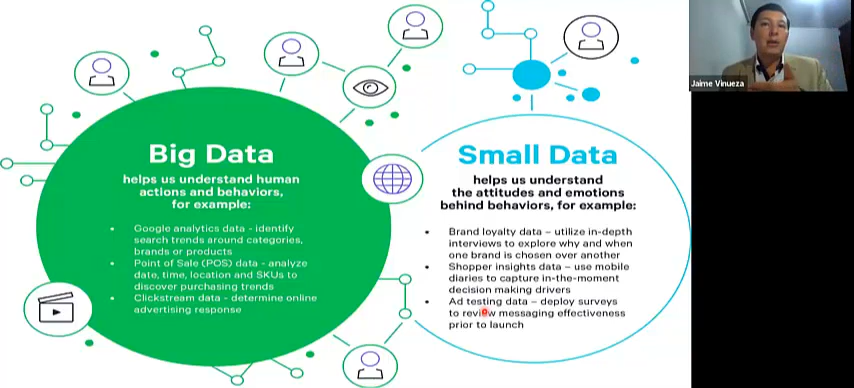 Big Data
helps us understand human
actions and behaviors,
for example:
• Google analytics data - identify
search trends around categories,
brands or products
• Point of Sale (POS) data - analyze
date, time, location and SKUs to
discover purchasing trends
• Clickstream data - determine online
advertising response
Small Data
helps us understand
the attitudes and emotions
behind behaviors, for example:
• Brand loyalty data – utilize in-depth
interviews to explore why and when
one brand is chosen over another
• Shopper insights data – use mobile
diaries to capture in-the-moment
decision making drivers
• Ad testing data – deploy surveys
to review messaging effectiveness
prior to launch
Jaime Vinueza